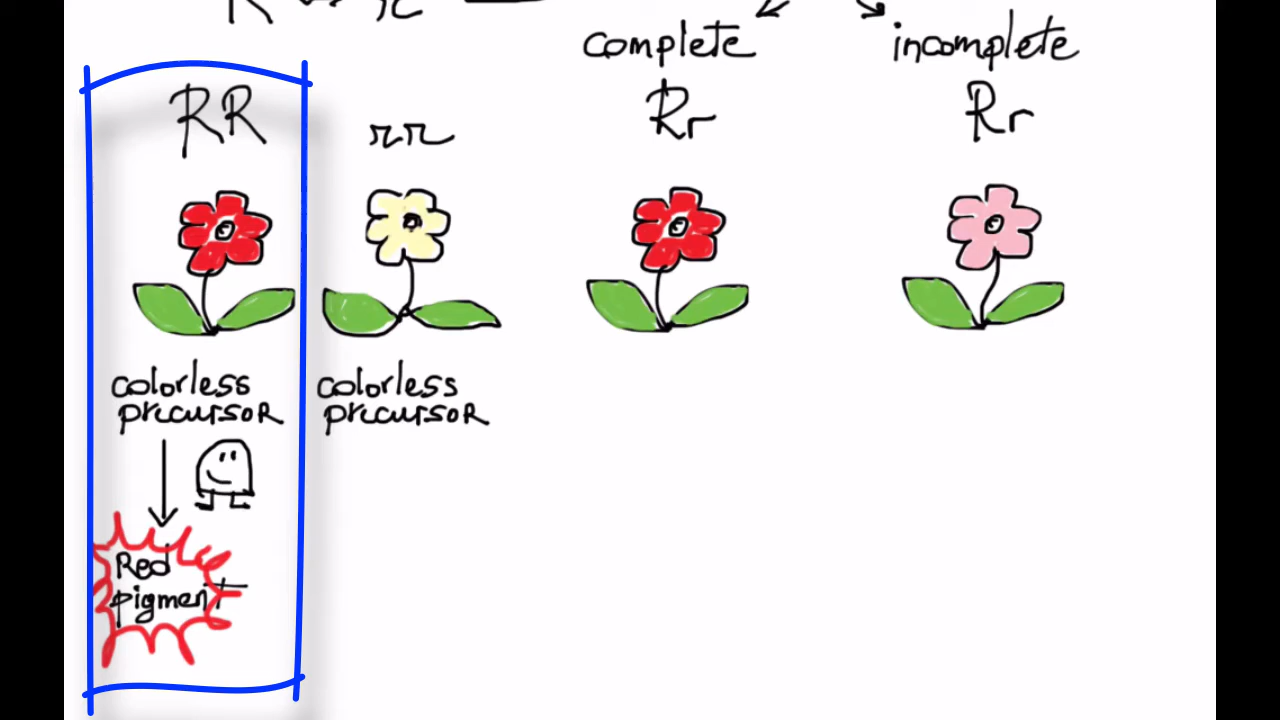 R r
complete
incomplete
RR
rr
Rr
Rr
colorless
precursor
colorless
precursor
Red
pigment